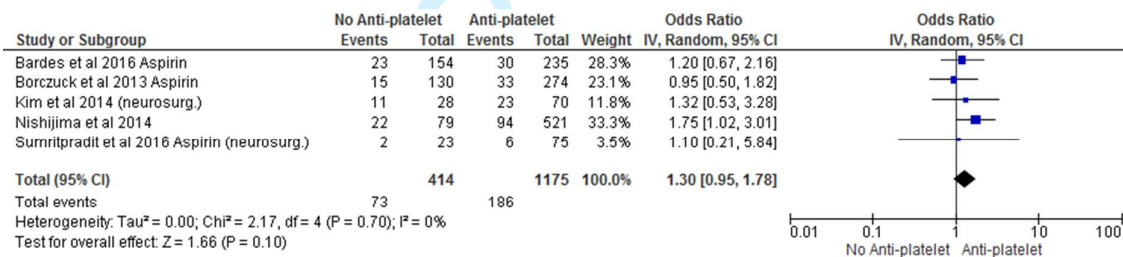 No Anti-platelet Anti-platelet Odds Ratio Odds Ratio
Study or Subgroup Events Total Events Total Weight IV, Random, 95% CI IV, Random, 95% CI
Bardes et al 2016 Aspirin 23 154 30 235 28.3% 1.20 [0.67, 2.16]
Borczuck et al 2013 Aspirin 15 130 33 274 23.1% 0.95 [0.50, 1.82]
Kim et al 2014 (neurosurg.) 11 28 23 70 11.8% 1.32 [0.53, 3.28]
Nishijima et al 2014 22 79 94 521 33.3% 1.75 [1.02, 3.01]
Sumritpradit et al 2016 Aspirin (neurosurg.) 2 23 6 75 3.5% 1.10 [0.21, 5.84]
Total (95% CI) 414 1175 100.0% 1.30 [0.95, 1.78]
Total events 73 186
Heterogeneity: Tau² = 0.00; Chi² = 2.17, df = 4 (P = 0.70); I² = 0%
Test for overall effect: Z = 1.66 (P = 0.10)
0.01 0.1 1 10 100
No Anti-platelet Anti-platelet